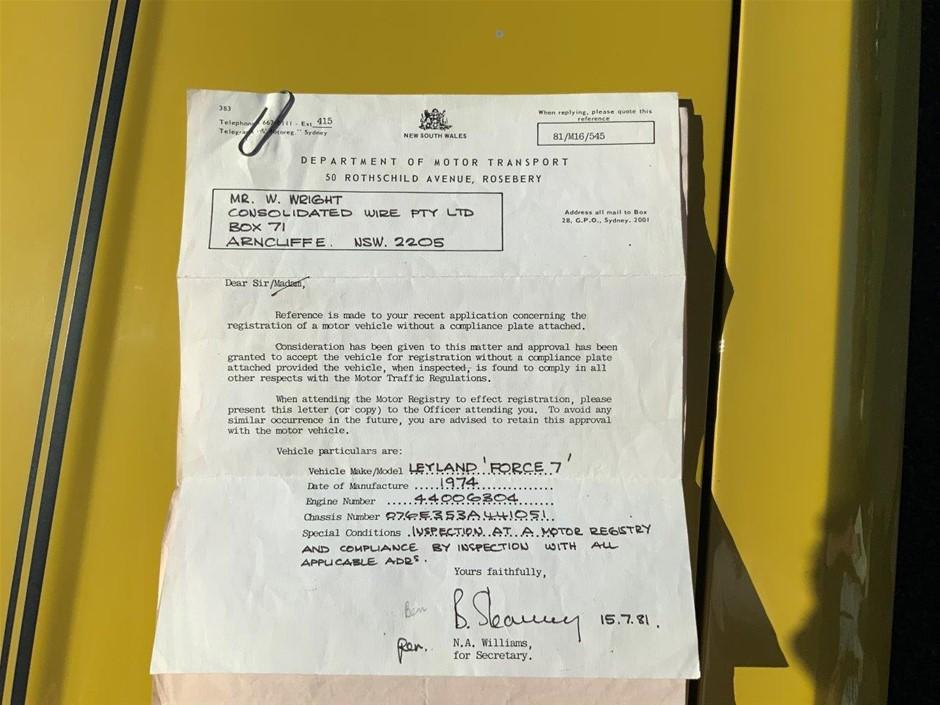 383
When replying, please quote this
reference
Telephone 663 0111 - Ext. 415
Telegrams "Motoreg." Sydney
81/M16/545
NEW SOUTH WALES
DEPARTMENT OF MOTOR TRANSPORT
50 ROTHSCHILD AVENUE, ROSEBERY
MR. W. WRIGHT
CONSOLIDATED WIRE PTY LTD
BOX 71
ARNCLIFFE. NSW. 2205
Address all mail to Box
28, G.P.O., Sydney. 2001
Dear Sir/Madam,
Reference is made to your recent application concerning the
registration of a motor vehicle without a compliance plate attached.
Consideration has been given to this matter and approval has been
granted to accept the vehicle for registration without a compliance plate
attached provided the vehicle, when inspected, is found to comply in all
other respects with the Motor Traffic Regulations.
When attending the Motor Registry to effect registration, please
present this letter (or copy) to the Officer attending you. To avoid any
similar occurrence in the future, you are advised to retain this approval
with the motor vehicle.
Vehicle particulars are:
Vehicle Make/Model LEYLAND 'FORCE 7'
Date of Manufacture .....1974.................
Engine Number .....44006304......
Chassis Number 076E353A441051..
Special Conditions .INSPECTION AT A MOTOR REGISTRY
AND COMPLIANCE BY INSPECTION WITH ALL
APPLICABLE ADRS.
Yours faithfully,
Ben
15.7.81.
N.A. Williams,
for Secretary.